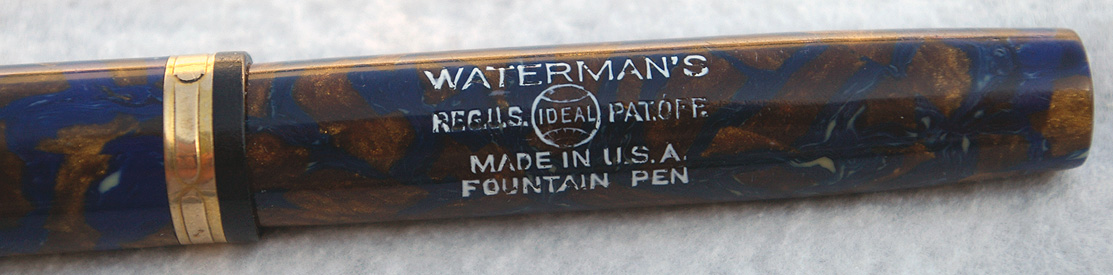 WATERMAN'S
REG.U.S. IDEAL PAT.OFF.
MADE IN U.S.A.
FOUNTAIN PEN